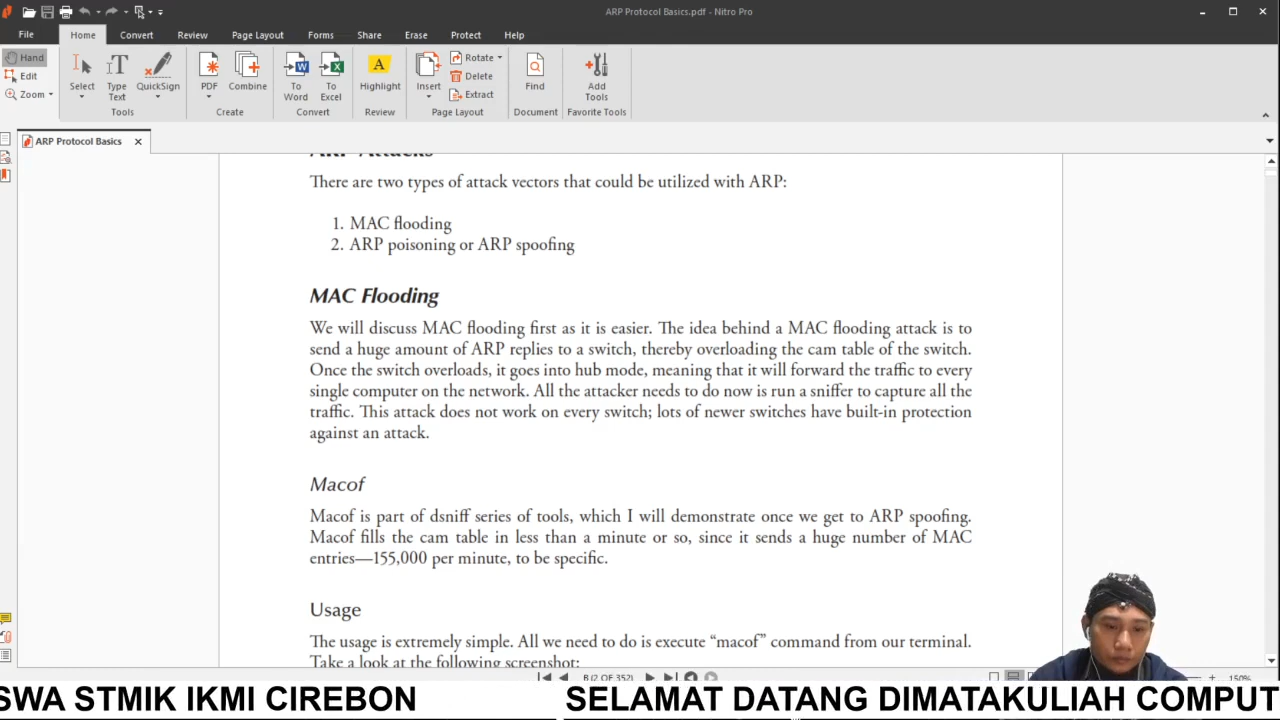 ARP Protocol Basics.pdf - Nitro Pro
File Home Convert Review Page Layout Forms Share Erase Protect Help
Hand
Edit
Zoom
Select
Type
Text
QuickSign
Tools
PDF
Combine
Create
To
Word
To
Excel
Convert
Highlight
Review
Insert
Rotate
Delete
Extract
Page Layout
Find
Document
Add
Tools
Favorite Tools
ARP Protocol Basics
ARP Attacks
There are two types of attack vectors that could be utilized with ARP:
1. MAC flooding
2. ARP poisoning or ARP spoofing
MAC Flooding
We will discuss MAC flooding first as it is easier. The idea behind a MAC flooding attack is to
send a huge amount of ARP replies to a switch, thereby overloading the cam table of the switch.
Once the switch overloads, it goes into hub mode, meaning that it will forward the traffic to every
single computer on the network. All the attacker needs to do now is run a sniffer to capture all the
traffic. This attack does not work on every switch; lots of newer switches have built-in protection
against an attack.
Macof
Macof is part of dsniff series of tools, which I will demonstrate once we get to ARP spoofing.
Macof fills the cam table in less than a minute or so, since it sends a huge number of MAC
entries—155,000 per minute, to be specific.
Usage
The usage is extremely simple. All we need to do is execute “macof” command from our terminal.
Take a look at the following screenshot:
8 (2 OF 352)
150%
SWA STMIK IKMI CIREBON SELAMAT DATANG DIMATAKULIAH COMPUT